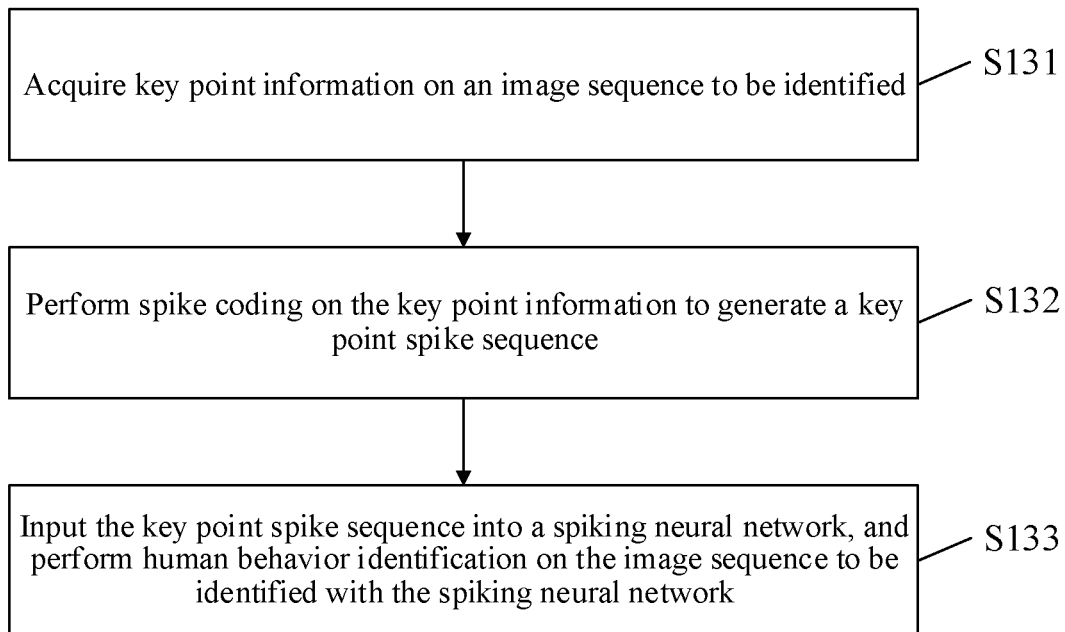 Acquire key point information on an image sequence to be identified
S131
Perform spike coding on the key point information to generate a key
point spike sequence
S132
Input the key point spike sequence into a spiking neural network, and
perform human behavior identification on the image sequence to be
identified with the spiking neural network
S133